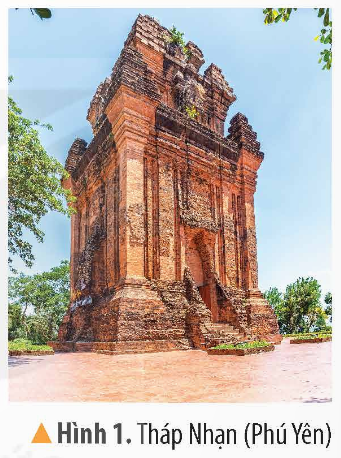 Hình 1. Tháp Nhạn (Phú Yên)